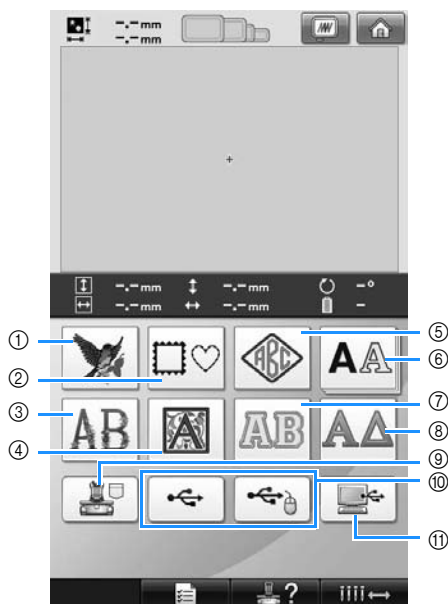 -.-mm
-.-mm
-.-mm -.-mm -°
-.-mm -.-mm -
① ⑤
ABC AA ⑥
②
③ ⑦
AB A AB AΔ ⑧
④ ⑨
⑩
⑪
?